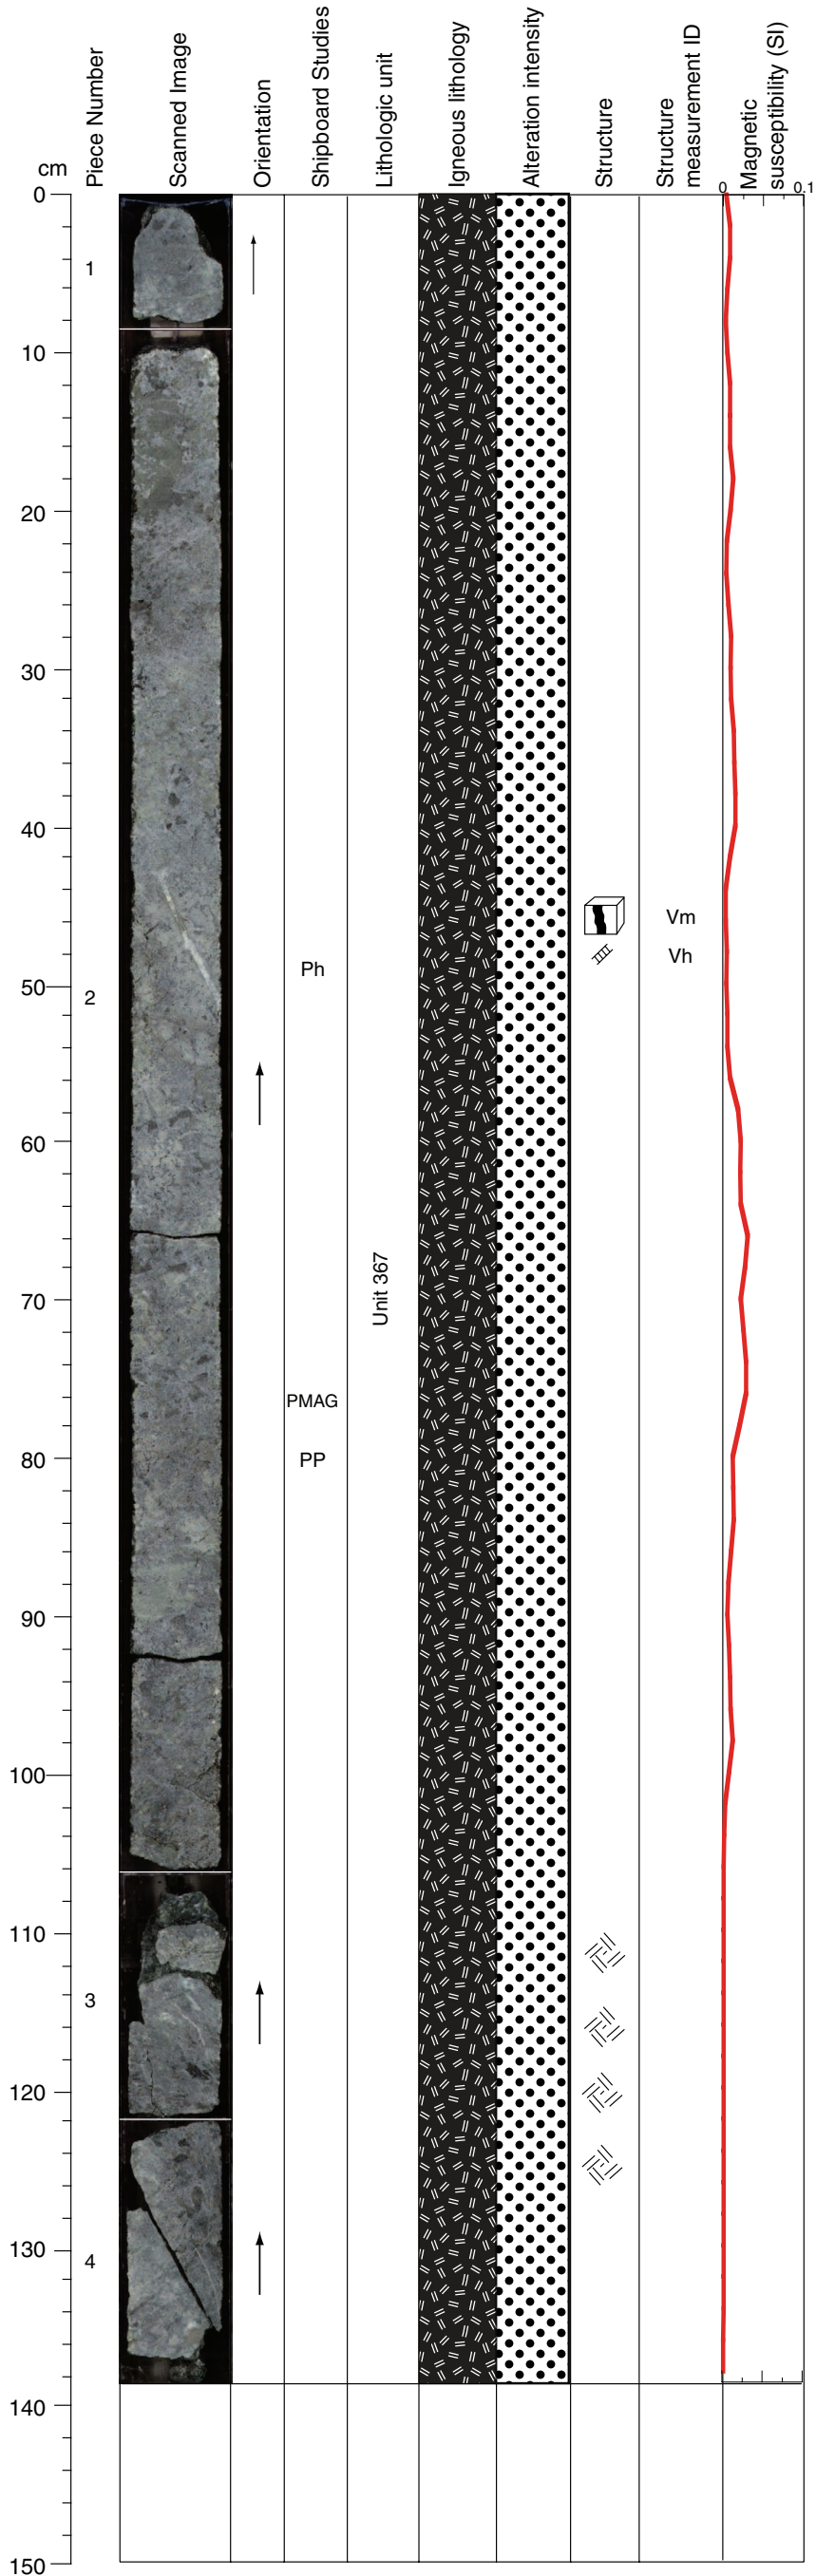 cm
Piece Number
Scanned Image
Orientation
Shipboard Studies
Lithologic unit
Igneous lithology
Alteration intensity
Structure
Structure
measurement ID
Magnetic
susceptibility (SI)
0
0
0.1
1
10
20
30
40
Vm
Vh
Ph
50
2
60
Unit 367
70
PMAG
80
PP
90
100
110
3
120
130
4
140
150